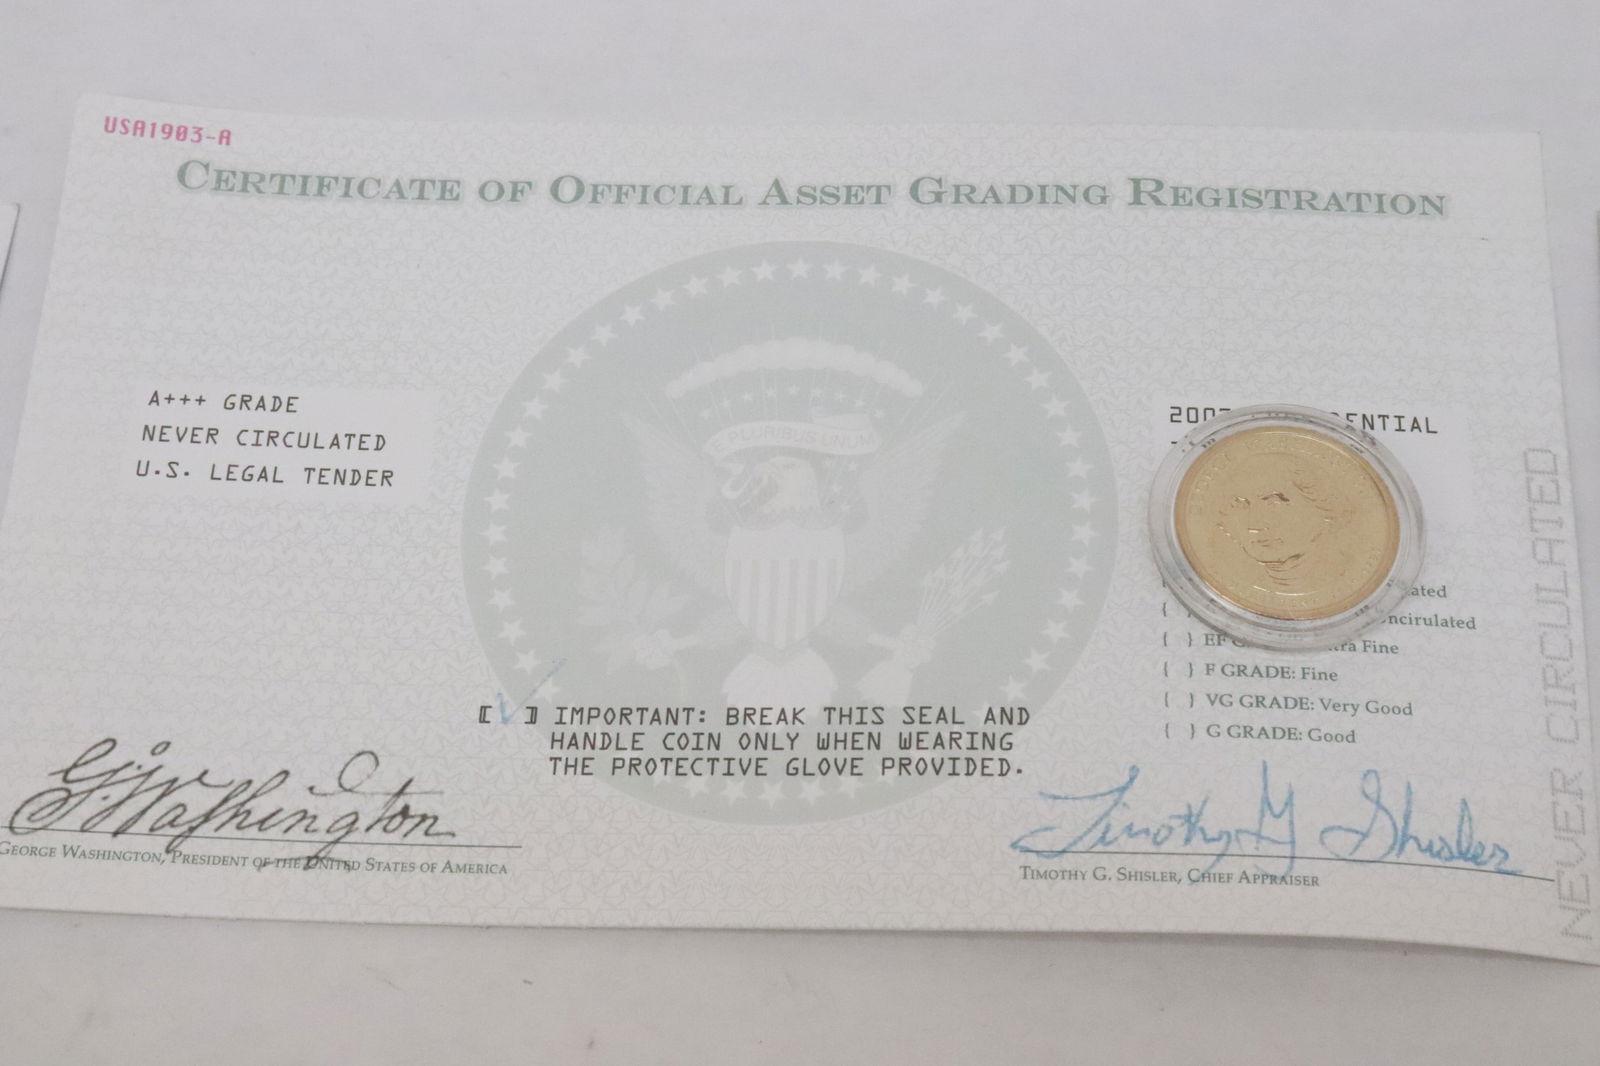 USA1903-A
CERTIFICATE OF OFFICIAL ASSET GRADING REGISTRATION
PLURIBUS UNUM
A+++ GRADE
NEVER CIRCULATED
U.S. LEGAL TENDER
ENTIAL
ncirulated
{ } EF Fine
{ } F GRADE: Fine
{ } VG GRADE: Very Good
{ } G GRADE: Good
[✓] IMPORTANT: BREAK THIS SEAL AND
HANDLE COIN ONLY WHEN WEARING
THE PROTECTIVE GLOVE PROVIDED.
G. Washington
GEORGE WASHINGTON, PRESIDENT OF THE UNITED STATES OF AMERICA
Timothy G Shisler
TIMOTHY G. SHISLER, CHIEF APPRAISER
NEVER CIRCULATED